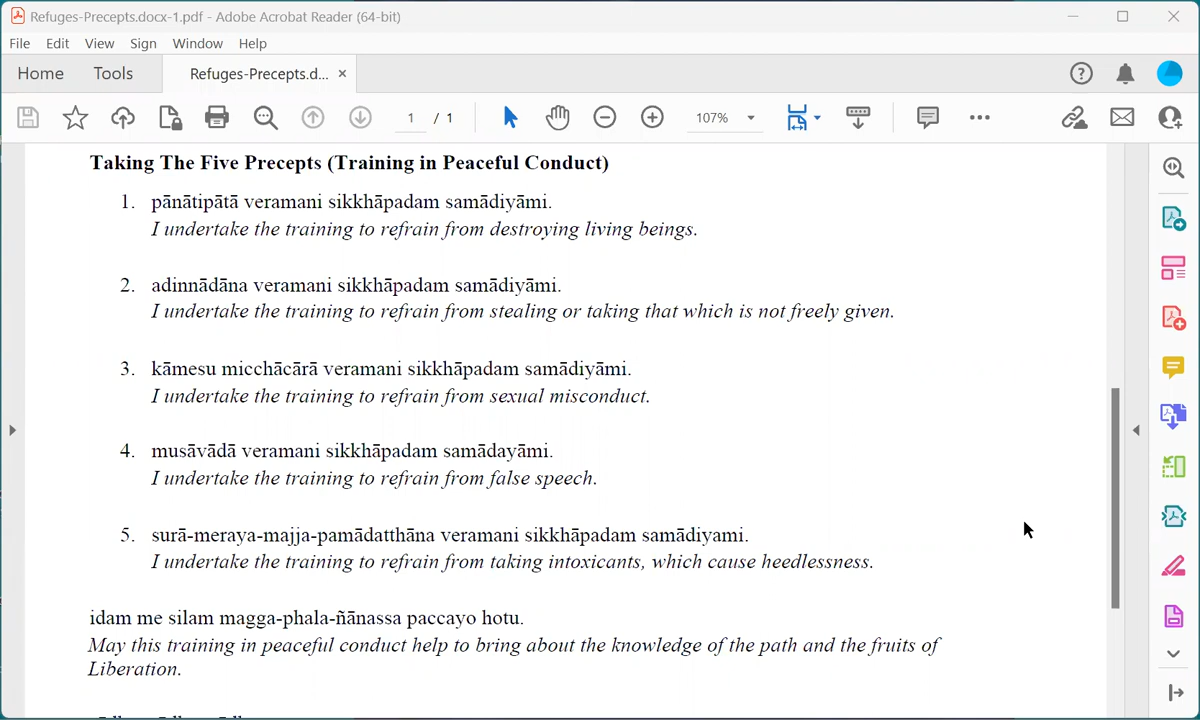 Refuges-Precepts.docx-1.pdf - Adobe Acrobat Reader (64-bit)
File Edit View Sign Window Help
Home Tools Refuges-Precepts.d... ×
1 / 1 107%
Taking The Five Precepts (Training in Peaceful Conduct)
1. pānātipātā veramani sikkhāpadam samādiyāmi.
I undertake the training to refrain from destroying living beings.
2. adinnādāna veramani sikkhāpadam samādiyāmi.
I undertake the training to refrain from stealing or taking that which is not freely given.
3. kāmesu micchācārā veramani sikkhāpadam samādiyāmi.
I undertake the training to refrain from sexual misconduct.
4. musāvādā veramani sikkhāpadam samādayāmi.
I undertake the training to refrain from false speech.
5. surā-meraya-majja-pamādatthāna veramani sikkhāpadam samādiyami.
I undertake the training to refrain from taking intoxicants, which cause heedlessness.
idam me silam magga-phala-ñānassa paccayo hotu.
May this training in peaceful conduct help to bring about the knowledge of the path and the fruits of
Liberation.